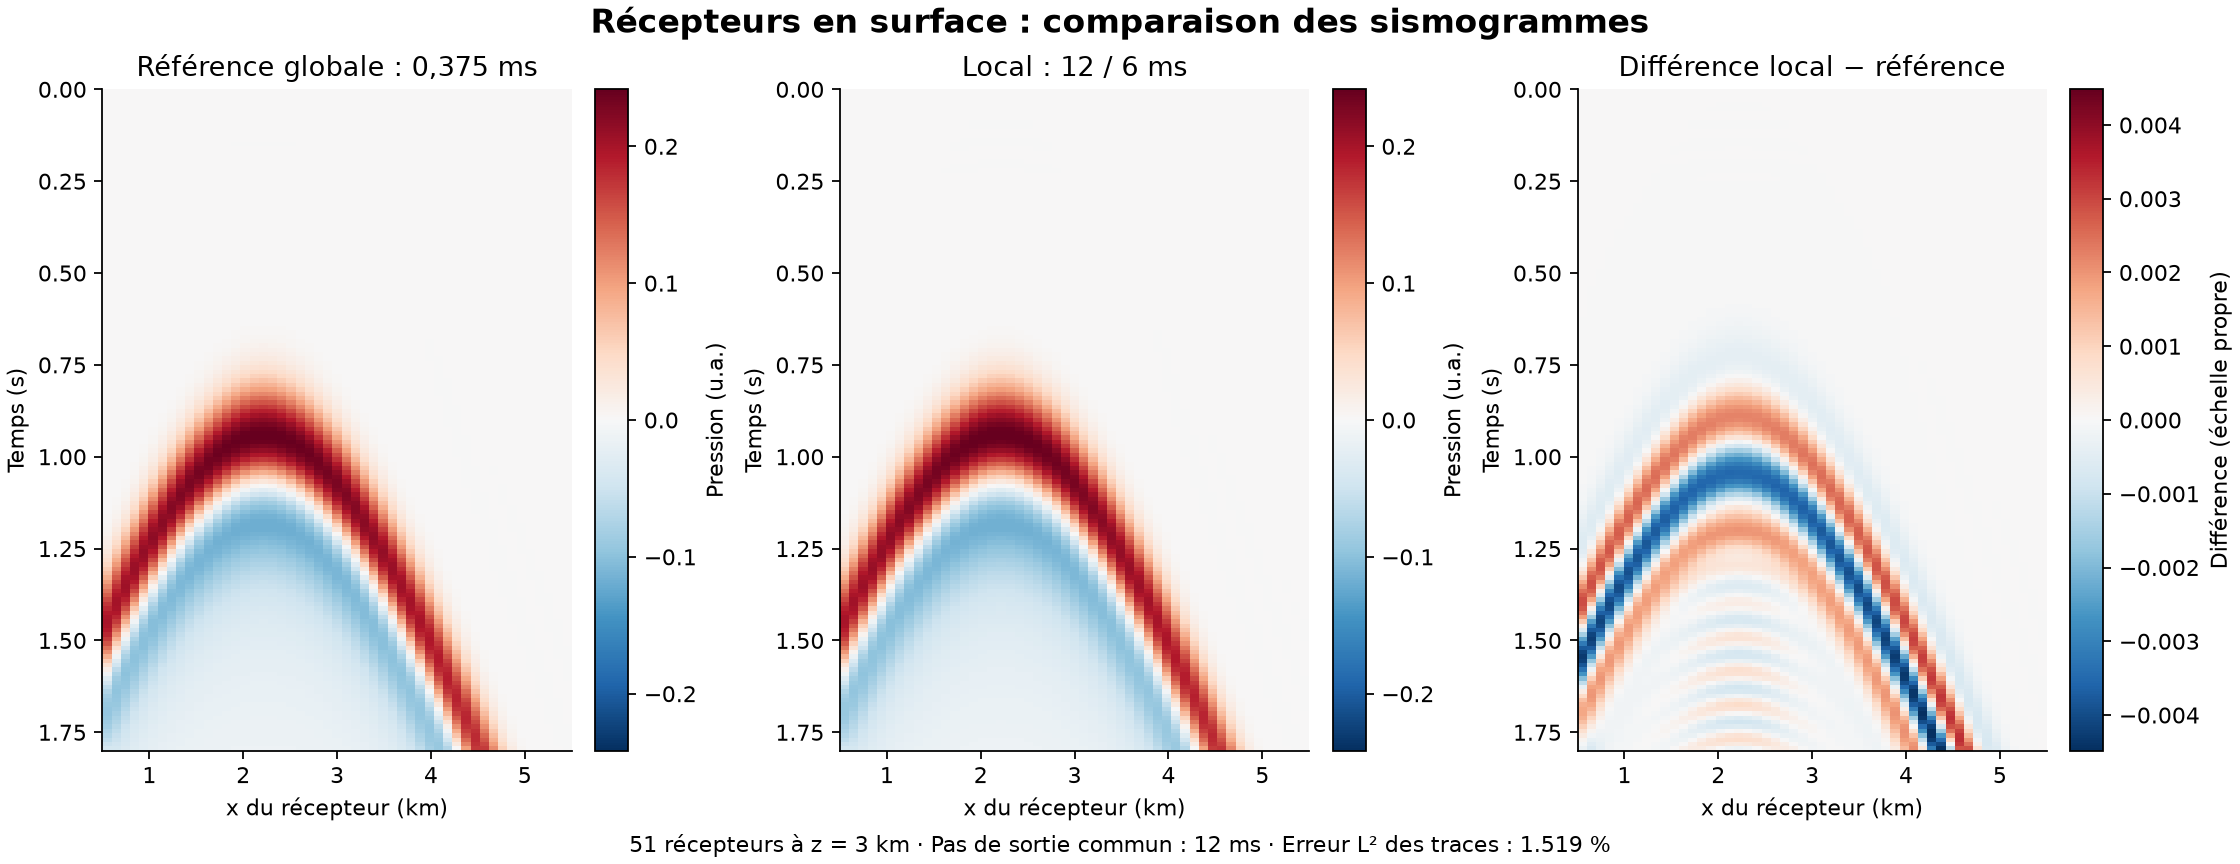 Récepteurs en surface : comparaison des sismogrammes
Référence globale : 0,375 ms
0.00
0.25
0.50
0.75
1.00
1.25
1.50
1.75
Temps (s)
1 2 3 4 5
x du récepteur (km)
0.2
0.1
0.0
−0.1
−0.2
Pression (u.a.)
Local : 12 / 6 ms
0.00
0.25
0.50
0.75
1.00
1.25
1.50
1.75
Temps (s)
1 2 3 4 5
x du récepteur (km)
0.2
0.1
0.0
−0.1
−0.2
Pression (u.a.)
Différence local − référence
0.00
0.25
0.50
0.75
1.00
1.25
1.50
1.75
Temps (s)
1 2 3 4 5
x du récepteur (km)
0.004
0.003
0.002
0.001
0.000
−0.001
−0.002
−0.003
−0.004
Différence (échelle propre)
51 récepteurs à z = 3 km · Pas de sortie commun : 12 ms · Erreur L² des traces : 1.519 %